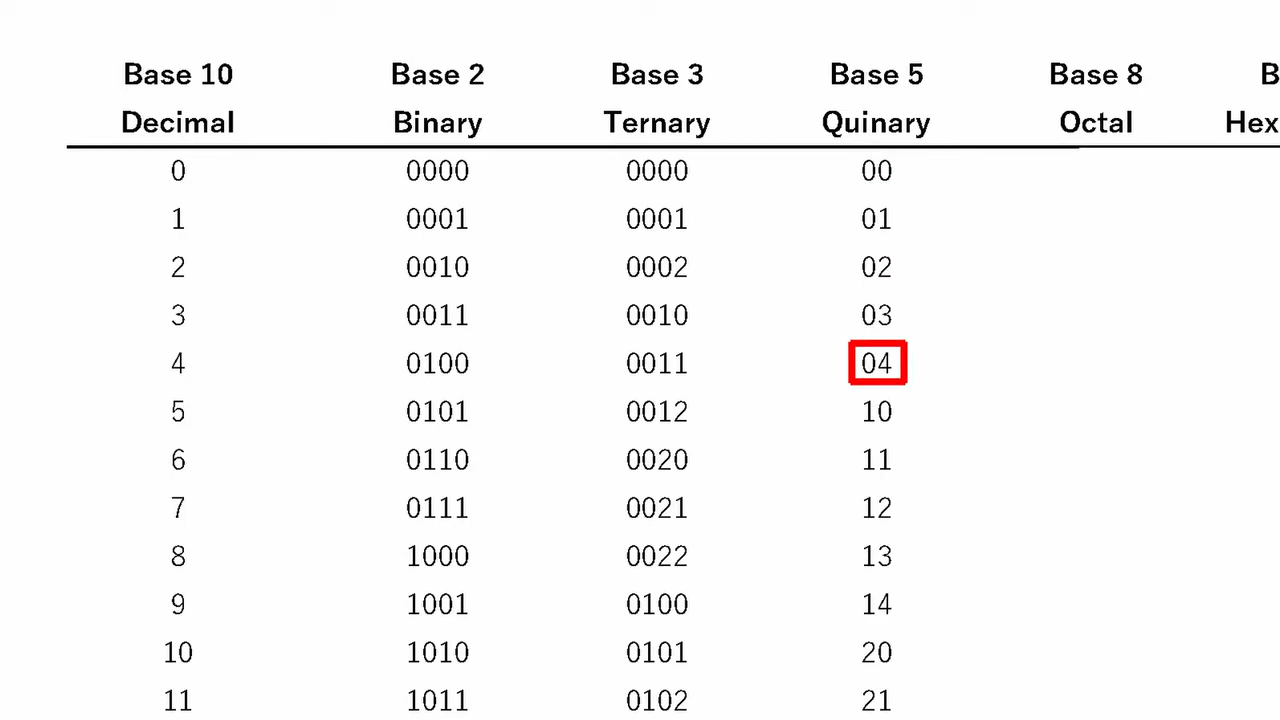 Base 10 Base 2 Base 3 Base 5 Base 8 B
Decimal Binary Ternary Quinary Octal Hex
0 0000 0000 00
1 0001 0001 01
2 0010 0002 02
3 0011 0010 03
4 0100 0011 04
5 0101 0012 10
6 0110 0020 11
7 0111 0021 12
8 1000 0022 13
9 1001 0100 14
10 1010 0101 20
11 1011 0102 21